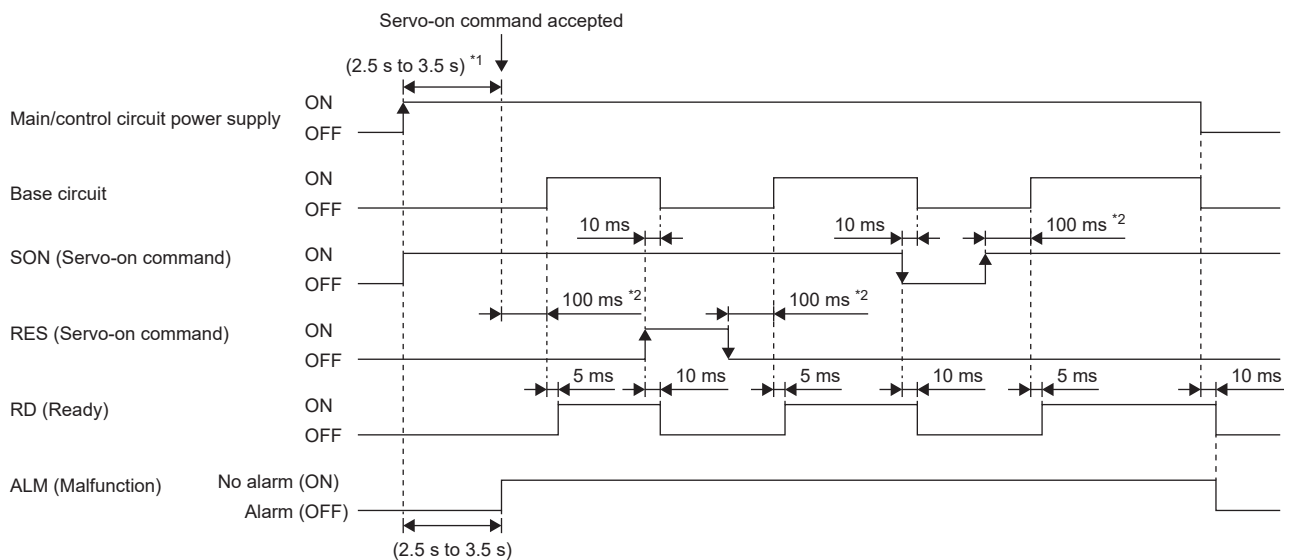 Servo-on command accepted
(2.5 s to 3.5 s) *1
Main/control circuit power supply
ON
OFF
Base circuit
ON
OFF
10 ms
10 ms
100 ms *2
SON (Servo-on command)
ON
OFF
100 ms *2
100 ms *2
RES (Servo-on command)
ON
OFF
5 ms
10 ms
5 ms
10 ms
5 ms
10 ms
RD (Ready)
ON
OFF
ALM (Malfunction)
No alarm (ON)
Alarm (OFF)
(2.5 s to 3.5 s)